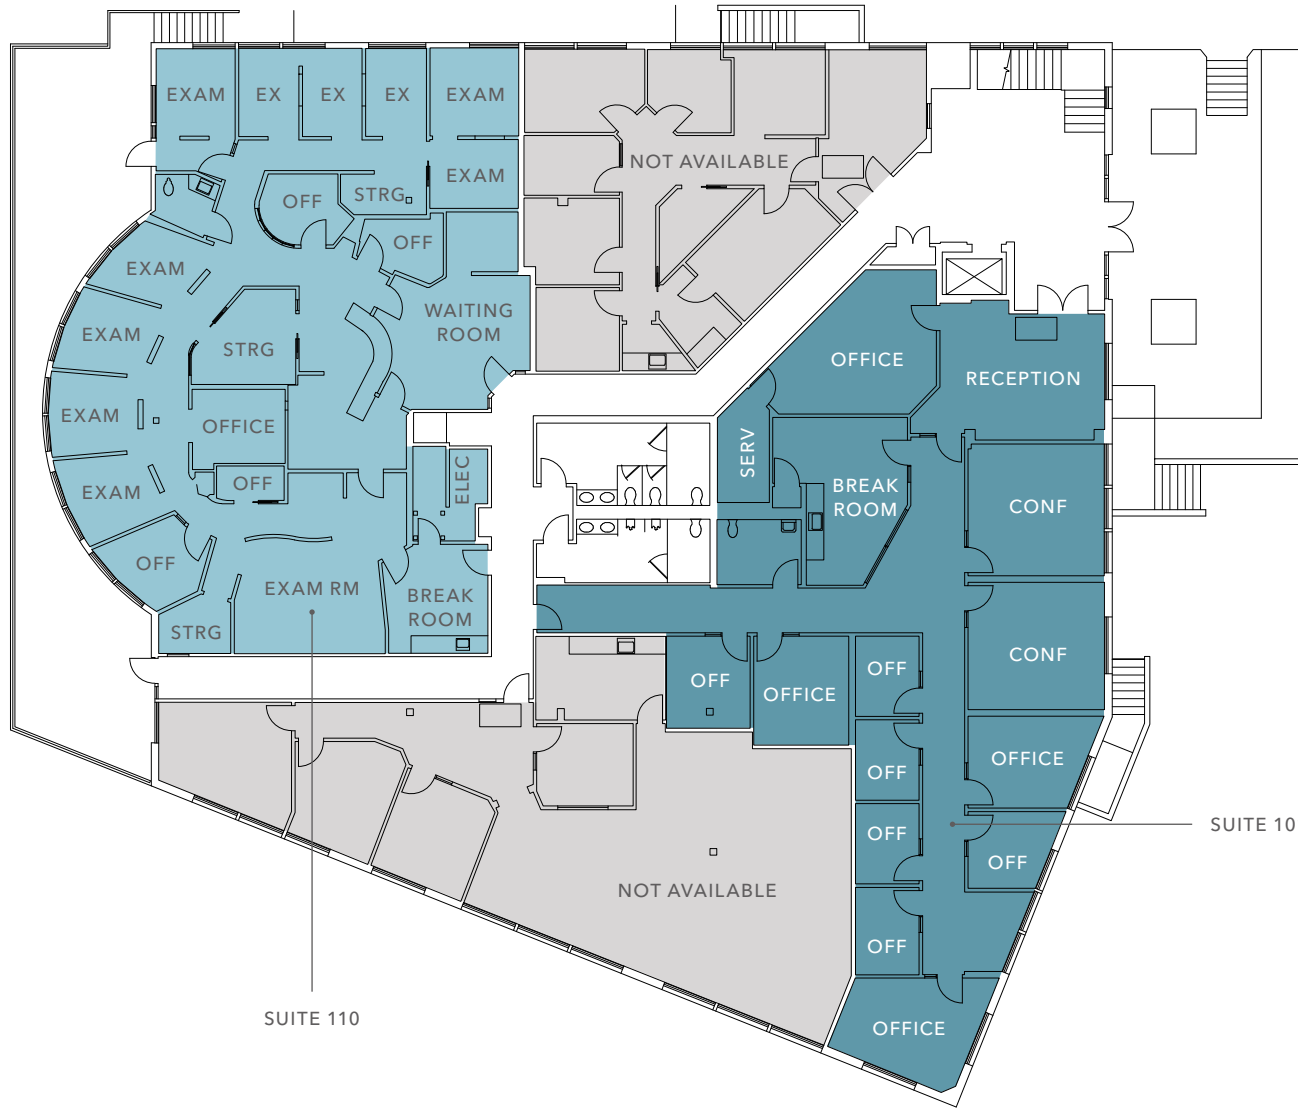 EXAM
EX
EX
EX
EXAM
NOT AVAILABLE
EXAM
STRG
OFF
OFF
EXAM
WAITING
ROOM
EXAM
STRG
OFFICE
RECEPTION
EXAM
OFFICE
SERV
ELEC
OFF
EXAM
BREAK
ROOM
CONF
OFF
EXAM RM
BREAK
ROOM
STRG
CONF
OFF
OFFICE
OFF
OFFICE
OFF
OFF
SUITE 10
OFF
NOT AVAILABLE
OFF
SUITE 110
OFFICE